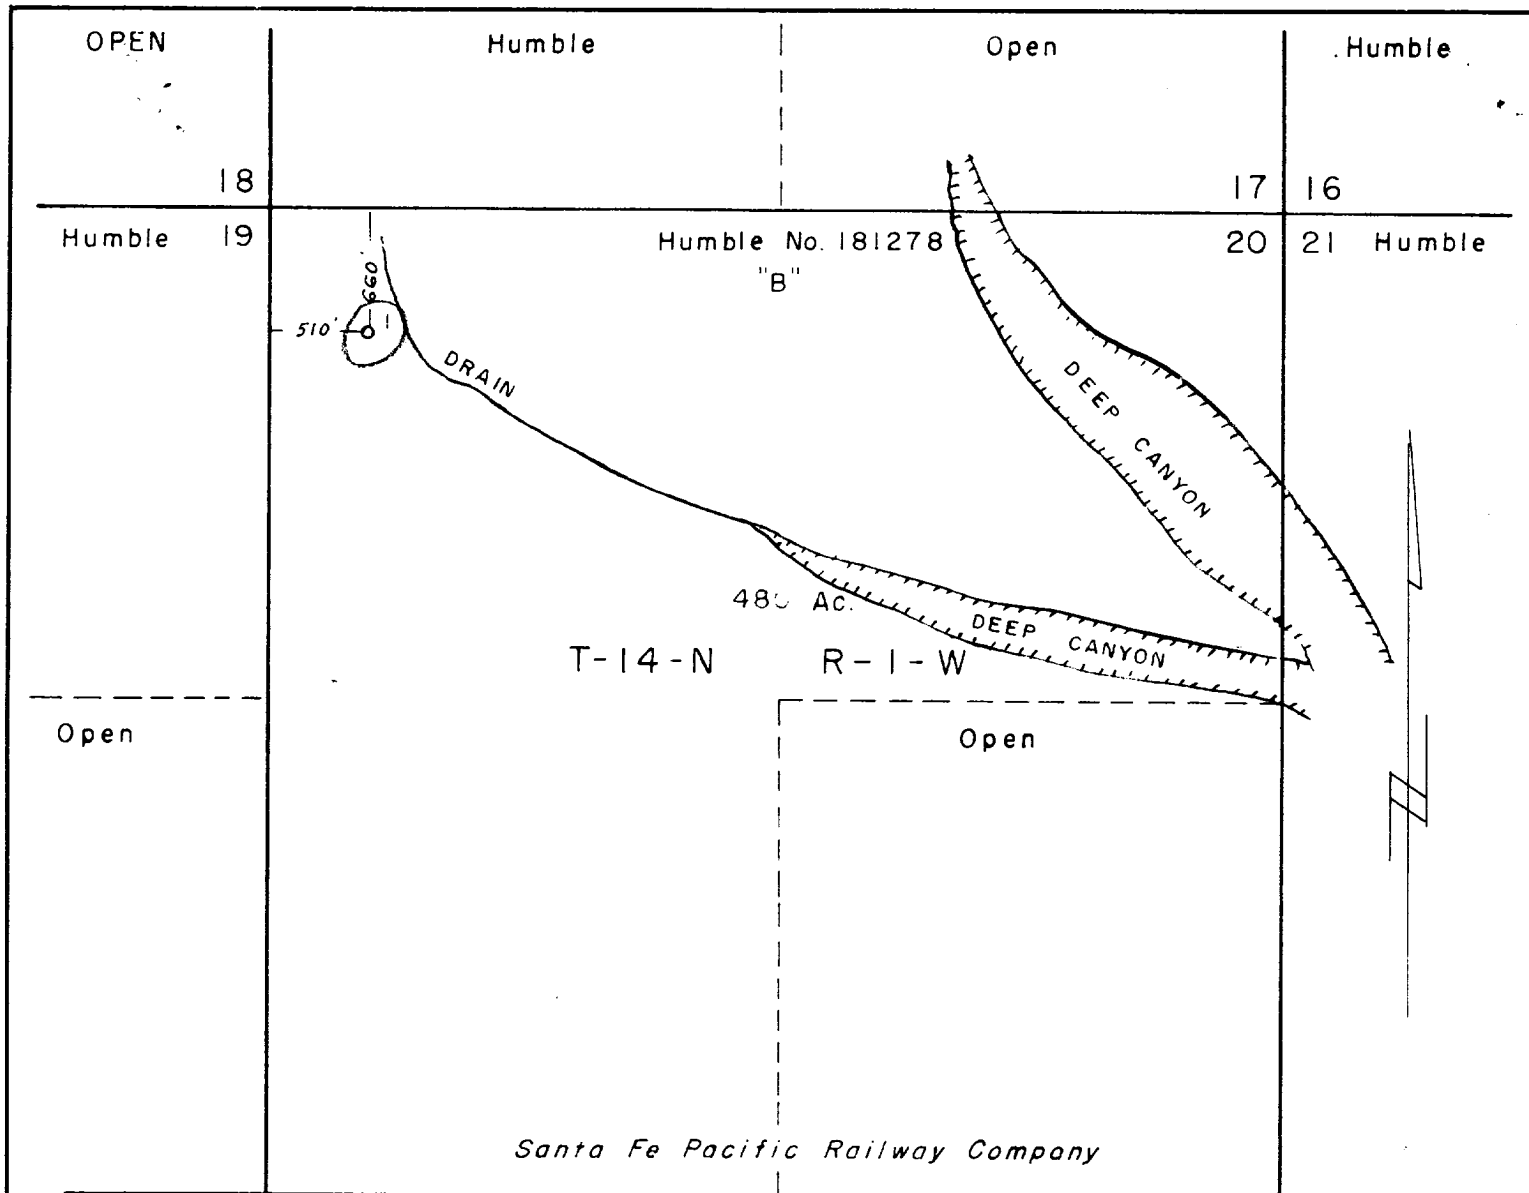 OPEN Humble Open Humble
18 17 16
Humble 19 Humble No. 181278 20 21 Humble
"B"
660'
510' 1
DRAIN
DEEP CANYON
Ac.
DEEP CANYON
T-14-N R-1-W
Open Open
N
Santa Fe Pacific Railway Company